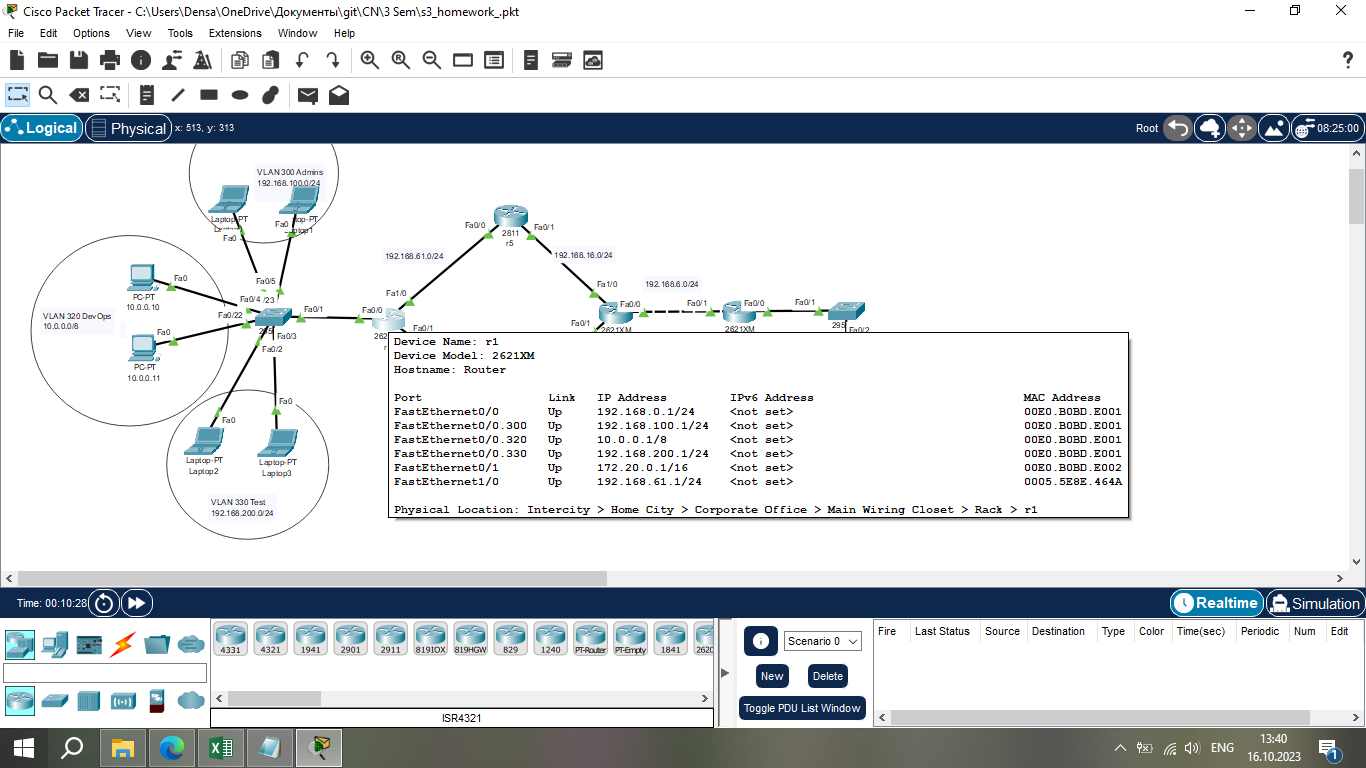 Cisco Packet Tracer - C:\Users\Densa\OneDrive\Документы\git\CN\3 Sem\s3_homework_.pkt
File Edit Options View Tools Extensions Window Help
Logical Physical x: 513, y: 313 Root 08:25:00
VLAN 300 Admins
192.168.100.0/24
Laptop-PT
Fa0
Fa0
VLAN 320 DevOps
10.0.0.0/8
Fa0
PC-PT
10.0.0.10
Fa0
PC-PT
10.0.0.11
Fa0/5
Fa0/4
Fa0/22
Fa0/1
Fa0/3
Fa0/2
Fa0
Fa0
Laptop-PT
Laptop2
Laptop-PT
Laptop3
VLAN 330 Test
192.168.200.0/24
Fa0/0
Fa1/0
Fa0/1
192.168.61.0/24
Fa0/0
Fa0/1
2811
r5
192.168.16.0/24
Fa1/0
Fa0/0
Fa0/1
2621XM
192.168.6.0/24
Fa0/1
Fa0/0
2621XM
Fa0/1
295
Fa0/2
Device Name: r1
Device Model: 2621XM
Hostname: Router
Port Link IP Address IPv6 Address MAC Address
FastEthernet0/0 Up 192.168.0.1/24 <not set> 00E0.B0BD.E001
FastEthernet0/0.300 Up 192.168.100.1/24 <not set> 00E0.B0BD.E001
FastEthernet0/0.320 Up 10.0.0.1/8 <not set> 00E0.B0BD.E001
FastEthernet0/0.330 Up 192.168.200.1/24 <not set> 00E0.B0BD.E001
FastEthernet0/1 Up 172.20.0.1/16 <not set> 00E0.B0BD.E002
FastEthernet1/0 Up 192.168.61.1/24 <not set> 0005.5E8E.464A
Physical Location: Intercity > Home City > Corporate Office > Main Wiring Closet > Rack > r1
Time: 00:10:28 Realtime Simulation
4331 4321 1941 2901 2911 819IOX 819HGW 829 1240 PT-Router PT-Empty 1841 2620
ISR4321
Scenario 0
New Delete
Toggle PDU List Window
Fire Last Status Source Destination Type Color Time(sec) Periodic Num Edit
ENG
13:40
16.10.2023
1